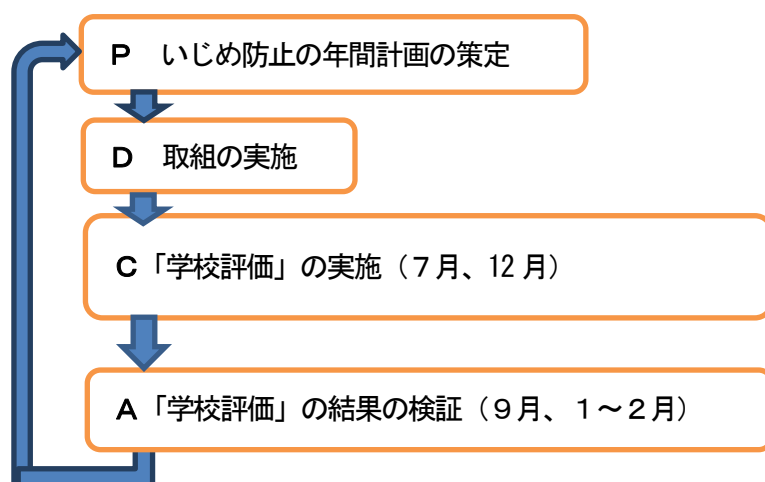 P いじめ防止の年間計画の策定
D 取組の実施
C「学校評価」の実施（７月、12 月）
A「学校評価」の結果の検証（９月、１～２月）